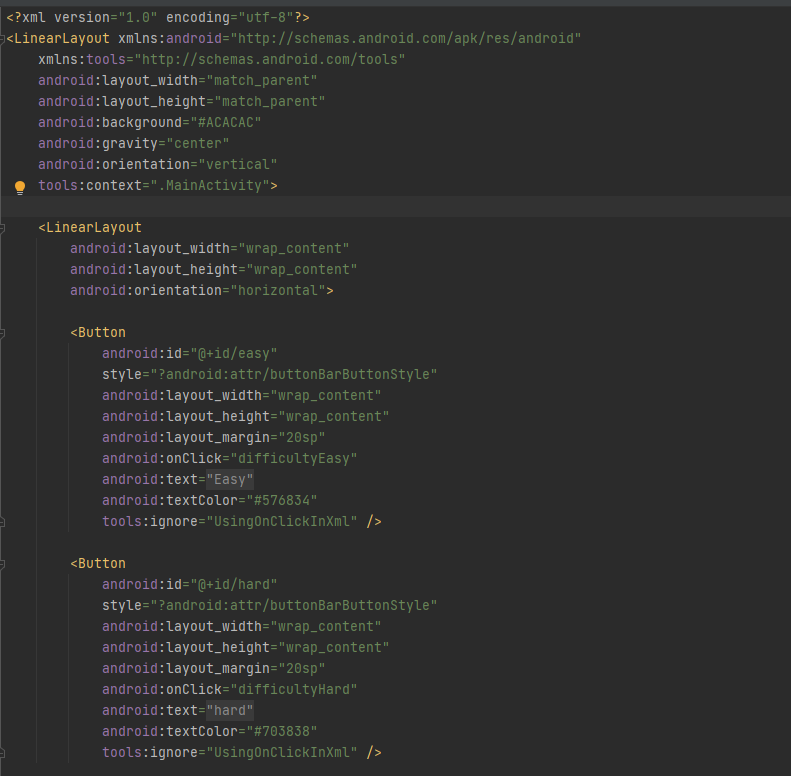 <?xml version="1.0" encoding="utf-8"?>
<LinearLayout xmlns:android="http://schemas.android.com/apk/res/android"
    xmlns:tools="http://schemas.android.com/tools"
    android:layout_width="match_parent"
    android:layout_height="match_parent"
    android:background="#ACACAC"
    android:gravity="center"
    android:orientation="vertical"
    tools:context=".MainActivity">
    <LinearLayout
        android:layout_width="wrap_content"
        android:layout_height="wrap_content"
        android:orientation="horizontal">
        <Button
            android:id="@+id/easy"
            style="?android:attr/buttonBarButtonStyle"
            android:layout_width="wrap_content"
            android:layout_height="wrap_content"
            android:layout_margin="20sp"
            android:onClick="difficultyEasy"
            android:text="Easy"
            android:textColor="#576834"
            tools:ignore="UsingOnClickInXml" />
        <Button
            android:id="@+id/hard"
            style="?android:attr/buttonBarButtonStyle"
            android:layout_width="wrap_content"
            android:layout_height="wrap_content"
            android:layout_margin="20sp"
            android:onClick="difficultyHard"
            android:text="hard"
            android:textColor="#703838"
            tools:ignore="UsingOnClickInXml" />